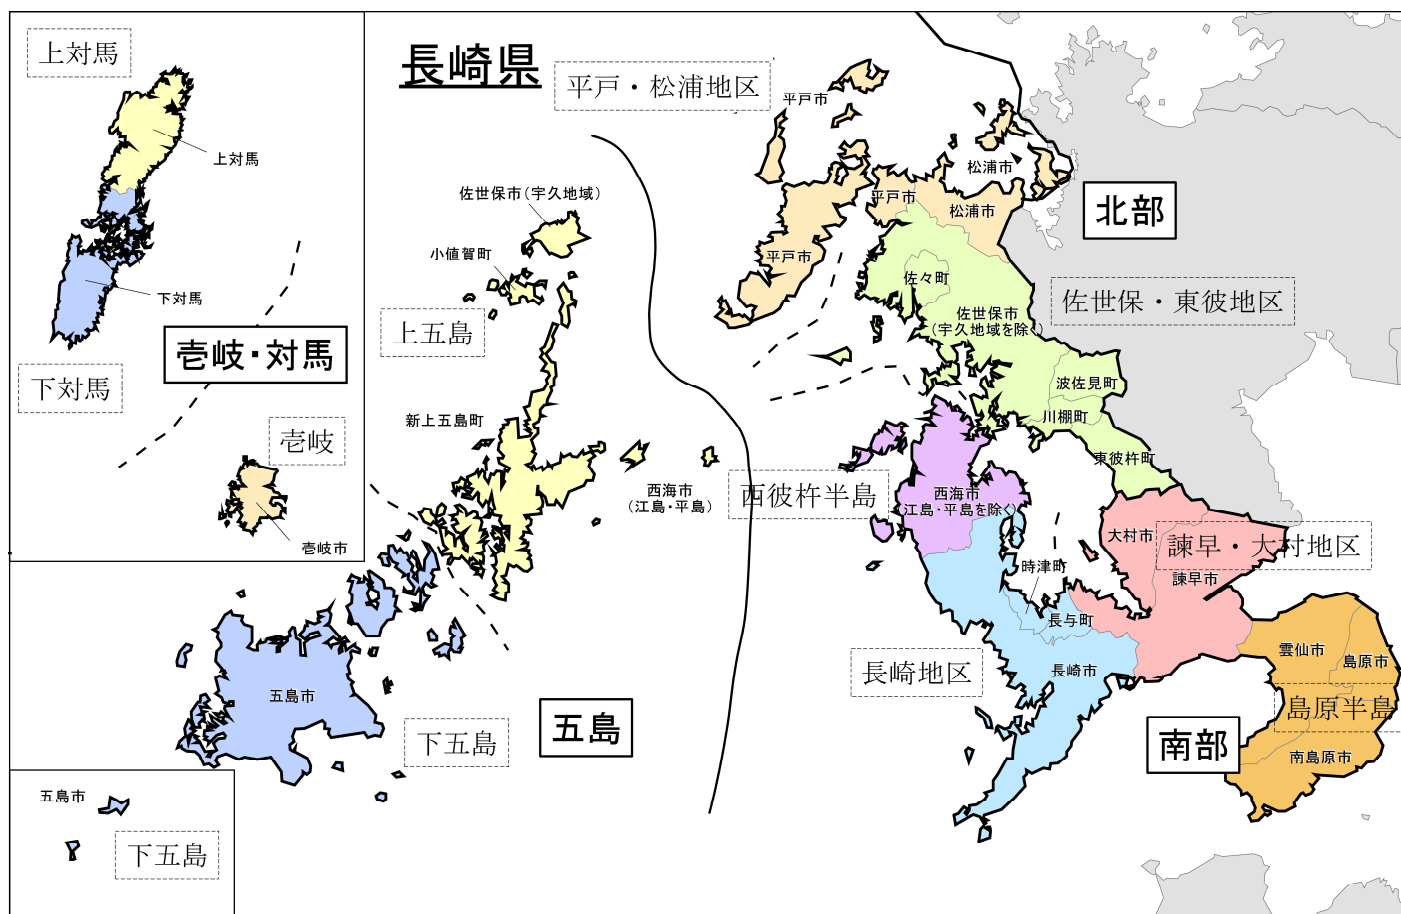 長崎県
上対馬
上対馬
下対馬
壱岐・対馬
下対馬
壱岐
壱岐市
平戸・松浦地区
平戸市
松浦市
平戸市
松浦市
平戸市
北部
佐世保市(宇久地域)
小値賀町
上五島
新上五島町
西海市
(江島・平島)
佐々町
佐世保市
(宇久地域を除く)
佐世保・東彼地区
波佐見町
川棚町
東彼杵町
西彼杵半島
西海市
(江島・平島を除く)
大村市
諫早・大村地区
諫早市
時津町
長与町
長崎市
長崎地区
雲仙市
島原市
島原半島
南島原市
南部
五島市
下五島
五島
五島市
下五島